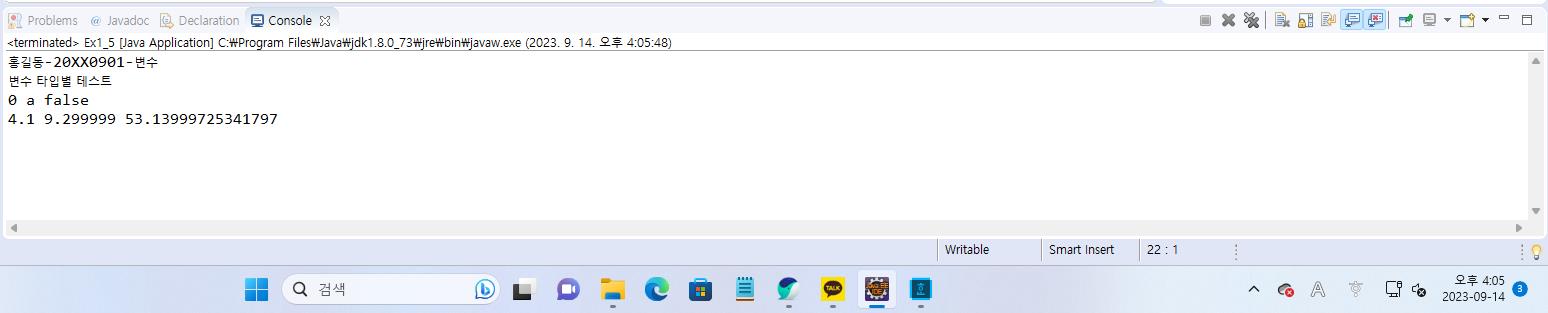 Problems @ Javadoc Declaration Console
<terminated> Ex1_5 [Java Application] C:₩Program Files₩Java₩jdk1.8.0_73₩jre₩bin₩javaw.exe (2023. 9. 14. 오후 4:05:48)
홍길동-20XX0901-변수
변수 타입별 테스트
0 a false
4.1 9.299999 53.13999725341797
Writable Smart Insert 22 : 1
검색
TALK
A
오후 4:05
2023-09-14
3